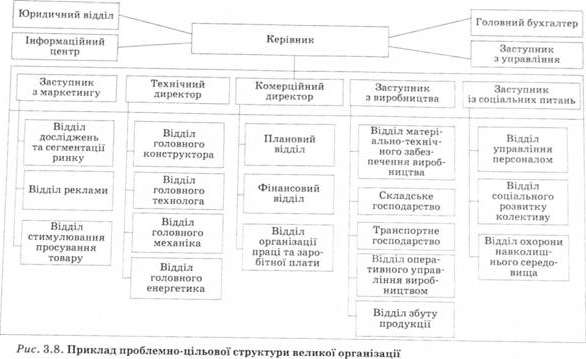 Юридичний відділ
Інформаційний
центр
Керівник
Головний бухгалтер
Заступник
з управління
Заступник
з маркетингу
Технічний
директор
Комерційний
директор
Заступник
з виробництва
Заступник
із соціальних питань
Відділ
досліджень
та сегментації
ринку
Відділ реклами
Відділ
стимулювання
просування
товару
Відділ
головного
конструктора
Відділ
головного
технолога
Відділ
головного
механіка
Відділ
головного
енергетика
Плановий
відділ
Фінансовий
відділ
Відділ
організації
праці та заро-
бітної плати
Відділ матері-
ально-техніч-
ного забез-
печення вироб-
ництва
Складське
господарство
Транспортне
господарство
Відділ опера-
тивного управ-
ління вироб-
ництвом
Відділ збуту
продукції
Відділ
управління
персоналом
Відділ
соціального
розвитку
колективу
Відділ охорони
навколиш-
нього середо-
вища
Рис. 3.8. Приклад проблемно-цільової структури великої організації